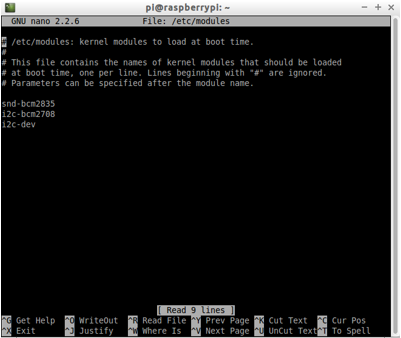 pi@raspberrypi: ~
GNU nano 2.2.6 File: /etc/modules
# /etc/modules: kernel modules to load at boot time.
#
# This file contains the names of kernel modules that should be loaded
# at boot time, one per line. Lines beginning with "#" are ignored.
# Parameters can be specified after the module name.
snd-bcm2835
i2c-bcm2708
i2c-dev
[ Read 9 lines ]
^G Get Help ^O WriteOut ^R Read File ^Y Prev Page ^K Cut Text ^C Cur Pos
^X Exit ^J Justify ^W Where Is ^V Next Page ^U UnCut Text ^T To Spell